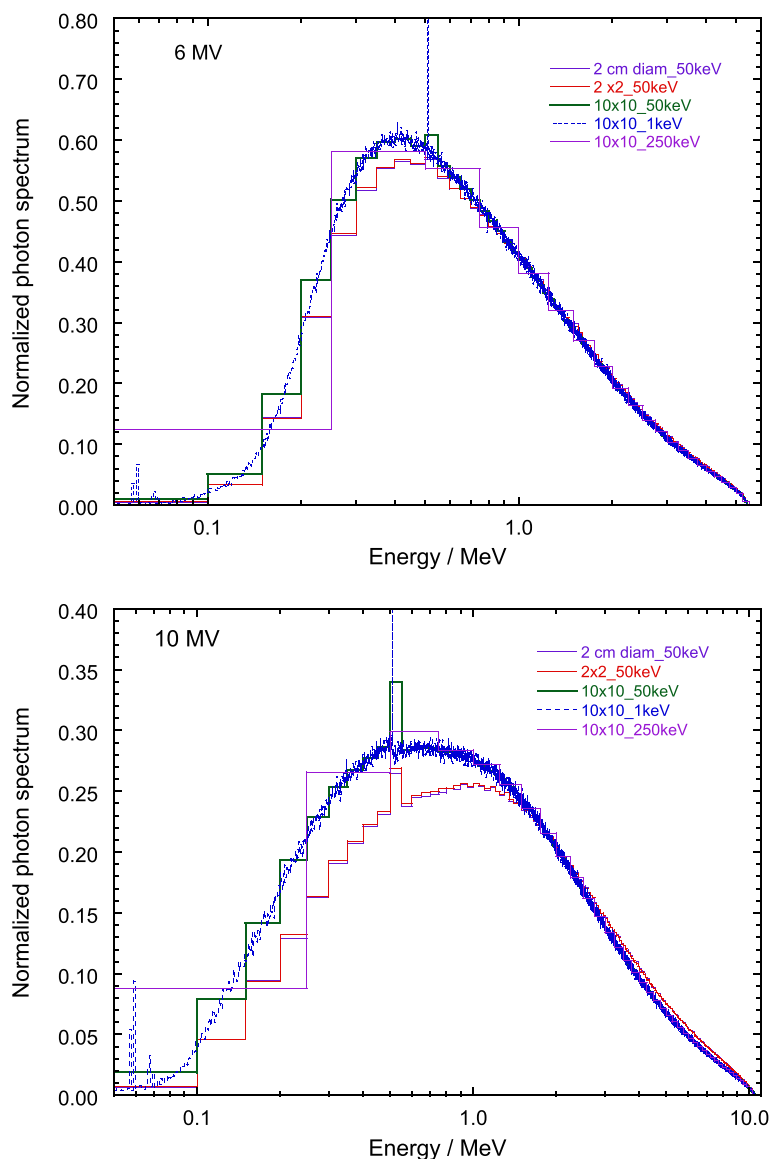 0.80
6 MV
2 cm diam_50keV
0.70
2 x2_50keV
10x10_50keV
10x10_1keV
10x10_250keV
0.60
0.50
0.40
0.30
0.20
0.10
0.00
Normalized photon spectrum
0.1
1.0
Energy / MeV
0.40
10 MV
2 cm diam_50keV
2x2_50keV
0.35
10x10_50keV
10x10_1keV
10x10_250keV
0.30
0.25
0.20
0.15
0.10
0.05
0.00
Normalized photon spectrum
0.1
1.0
10.0
Energy / MeV